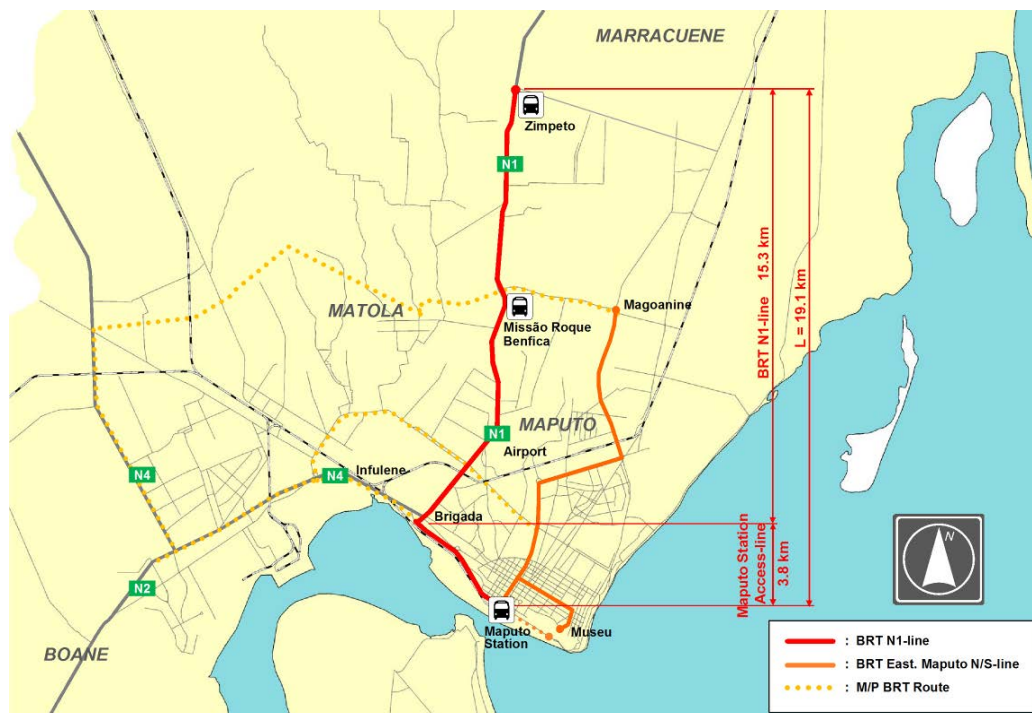 MARRACUENE
Zimpeto
N1
MATOLA
Missão Roque
Benfica
Magoanine
BRT N1-line 15.3 km
L = 19.1 km
MAPUTO
N1
Airport
Infulene
N4
N4
Brigada
Maputo Station
Access-line
3.8 km
N
N2
Maputo
Station
Museu
BOANE
: BRT N1-line
: BRT East. Maputo N/S-line
: M/P BRT Route